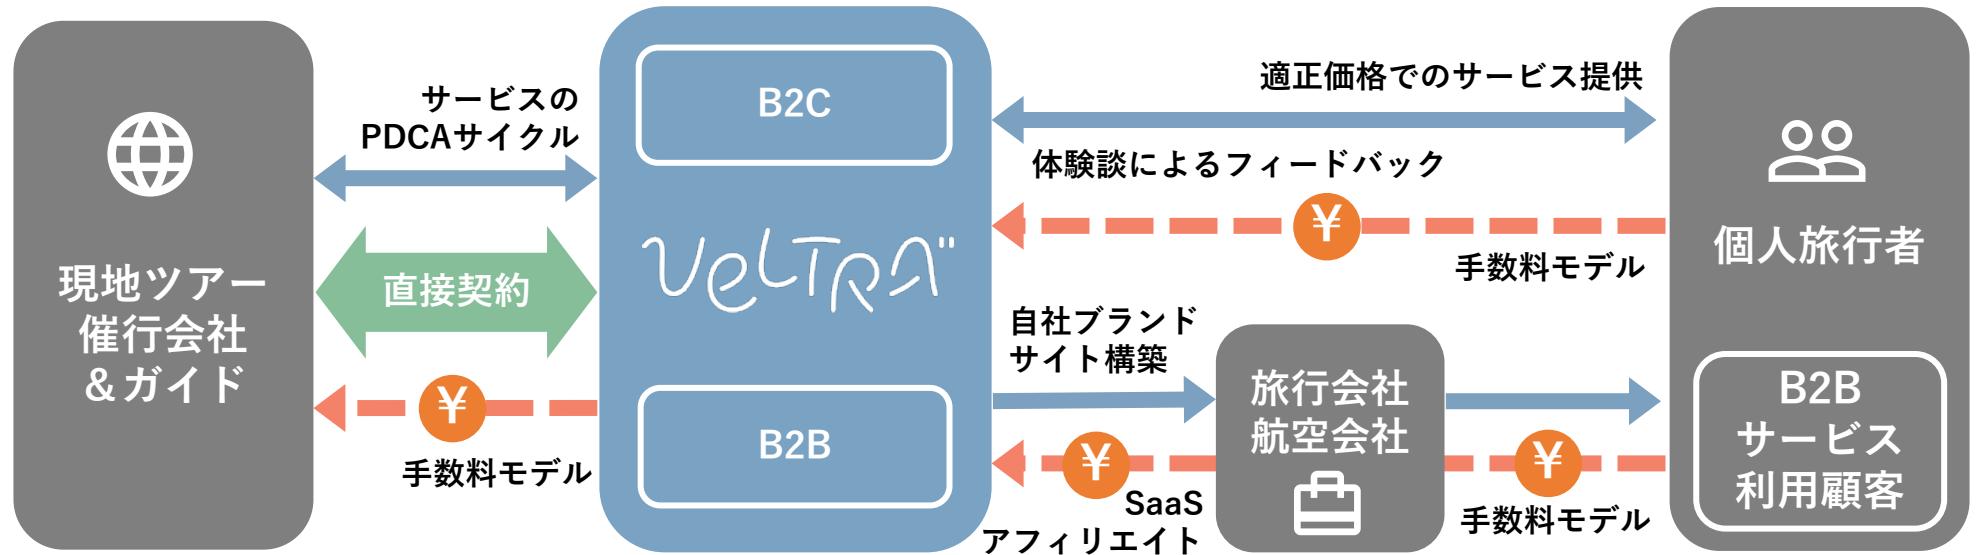 現地ツアー
催行会社
&ガイド
サービスの
PDCAサイクル
直接契約
¥
手数料モデル
B2C
VELTRA
B2B
適正価格でのサービス提供
体験談によるフィードバック
¥
手数料モデル
自社ブランド
サイト構築
¥
SaaS
アフィリエイト
旅行会社
航空会社
¥
手数料モデル
個人旅行者
B2B
サービス
利用顧客